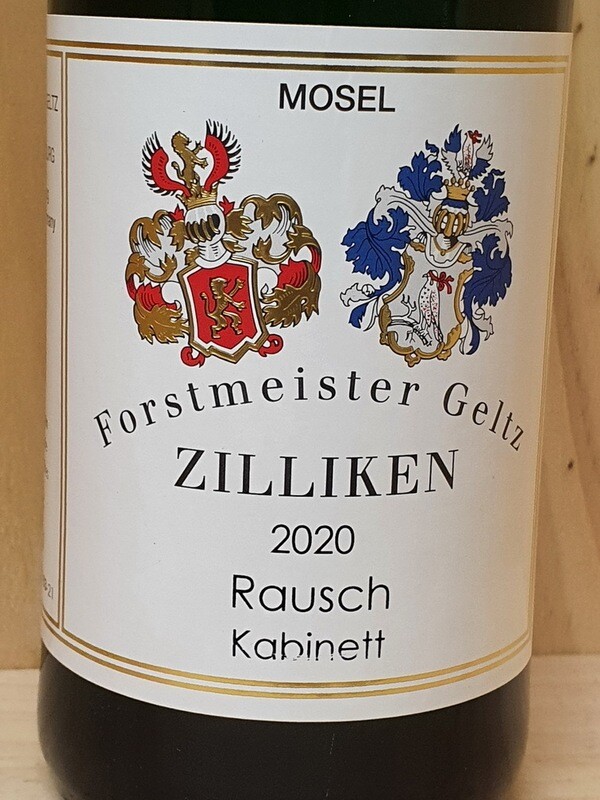 MOSEL
Forstmeister Geltz
ZILLIKEN
2020
Rausch
Kabinett